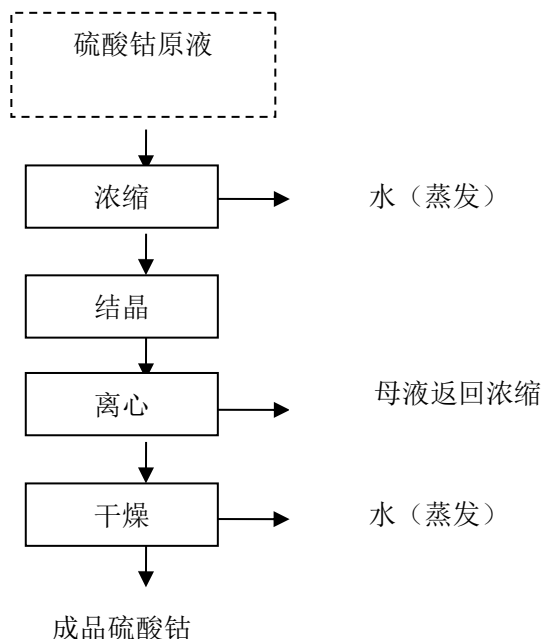 硫酸钴原液
浓缩
水（蒸发）
结晶
离心
母液返回浓缩
干燥
水（蒸发）
成品硫酸钴